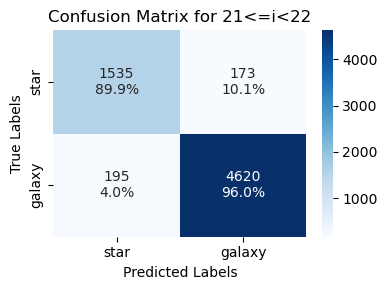 Confusion Matrix for 21<=i<22
True Labels
star
1535
89.9%
173
10.1%
galaxy
195
4.0%
4620
96.0%
star
galaxy
Predicted Labels
4000
3000
2000
1000